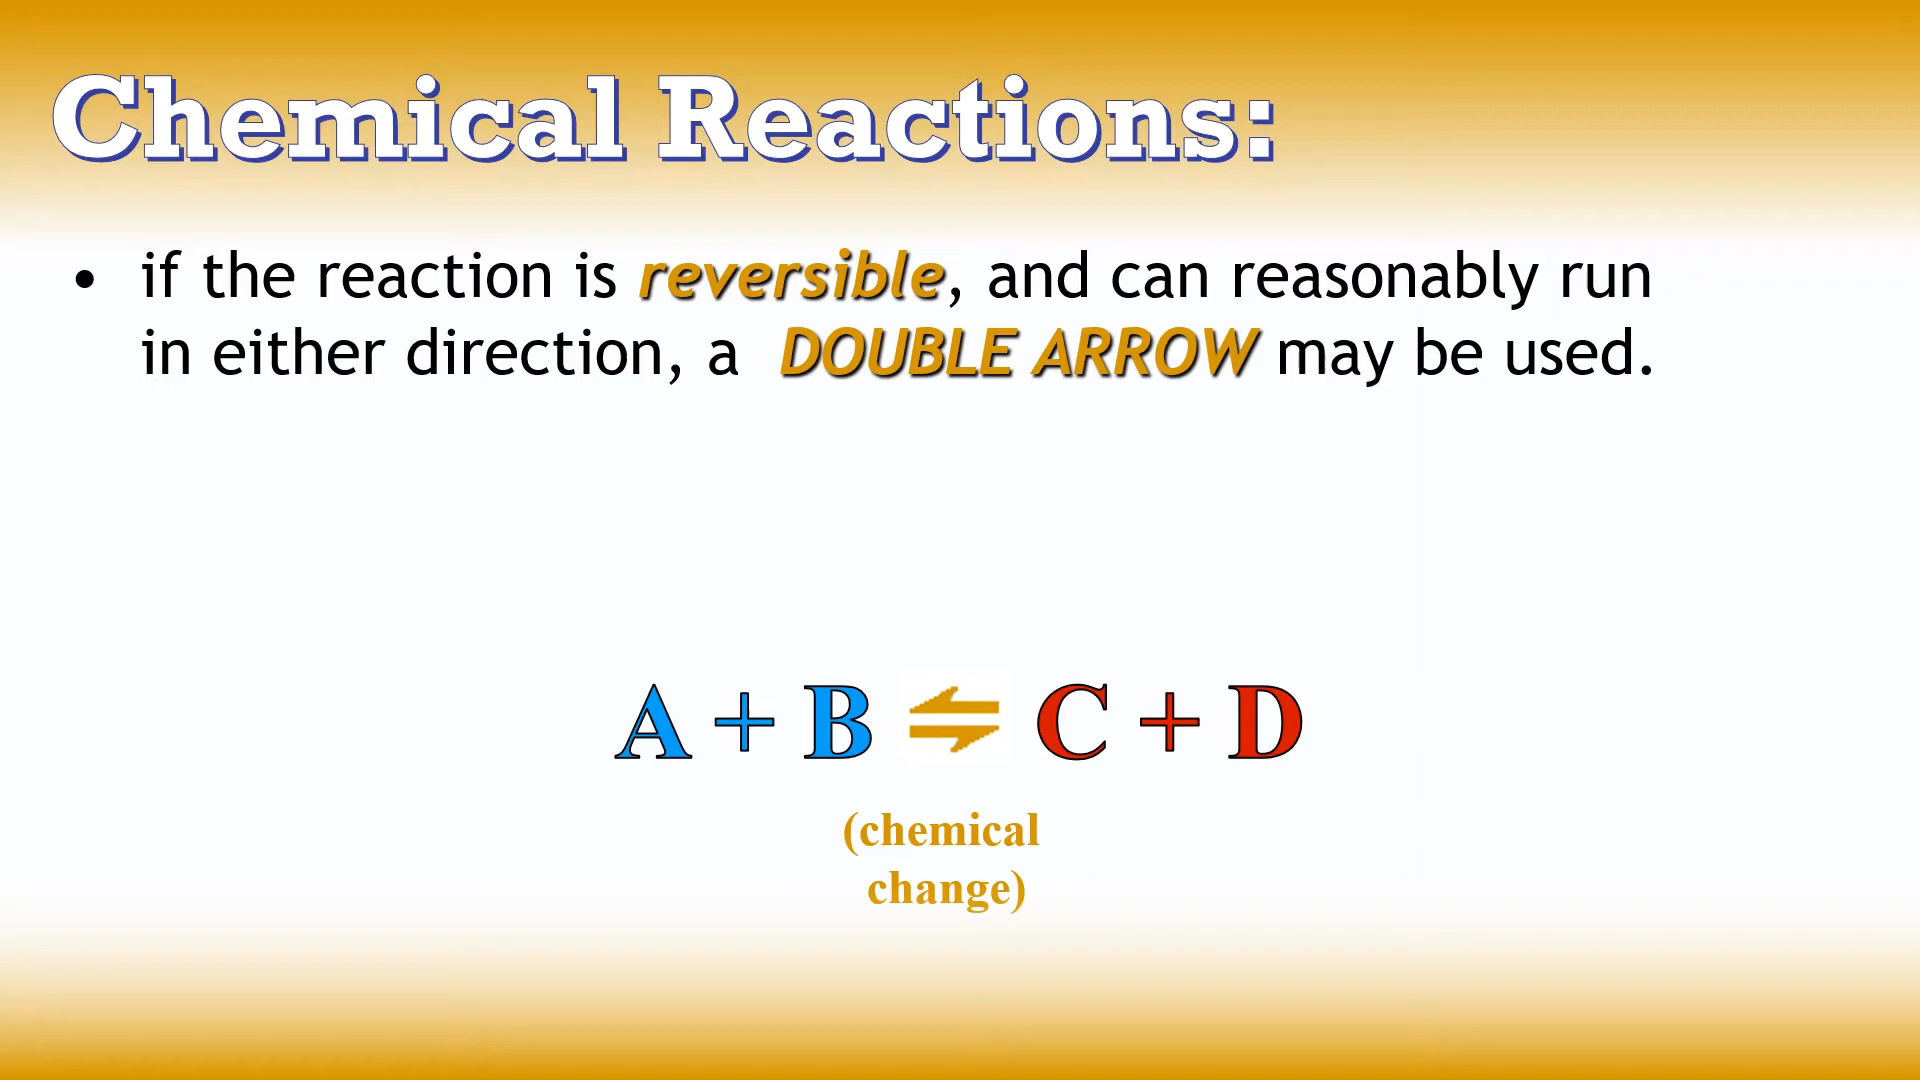 Chemical Reactions:
• if the reaction is reversible, and can reasonably run
in either direction, a DOUBLE ARROW may be used.
A + B ⇋ C + D
(chemical
change)